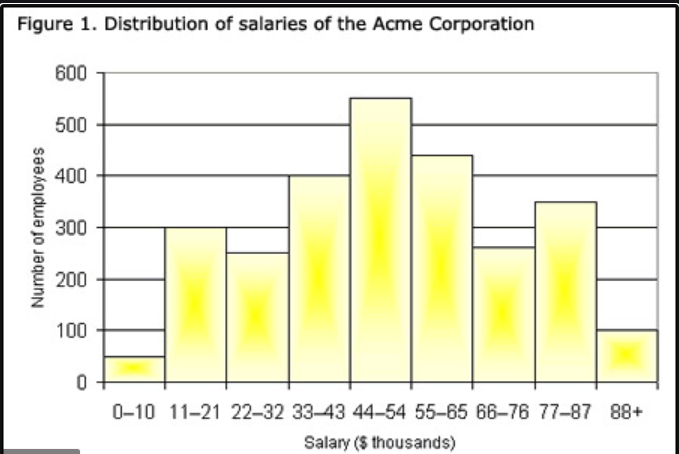 Figure 1. Distribution of salaries of the Acme Corporation
600
500
400
300
200
100
0
Number of employees
0–10 11–21 22–32 33–43 44–54 55–65 66–76 77–87 88+
Salary ($ thousands)